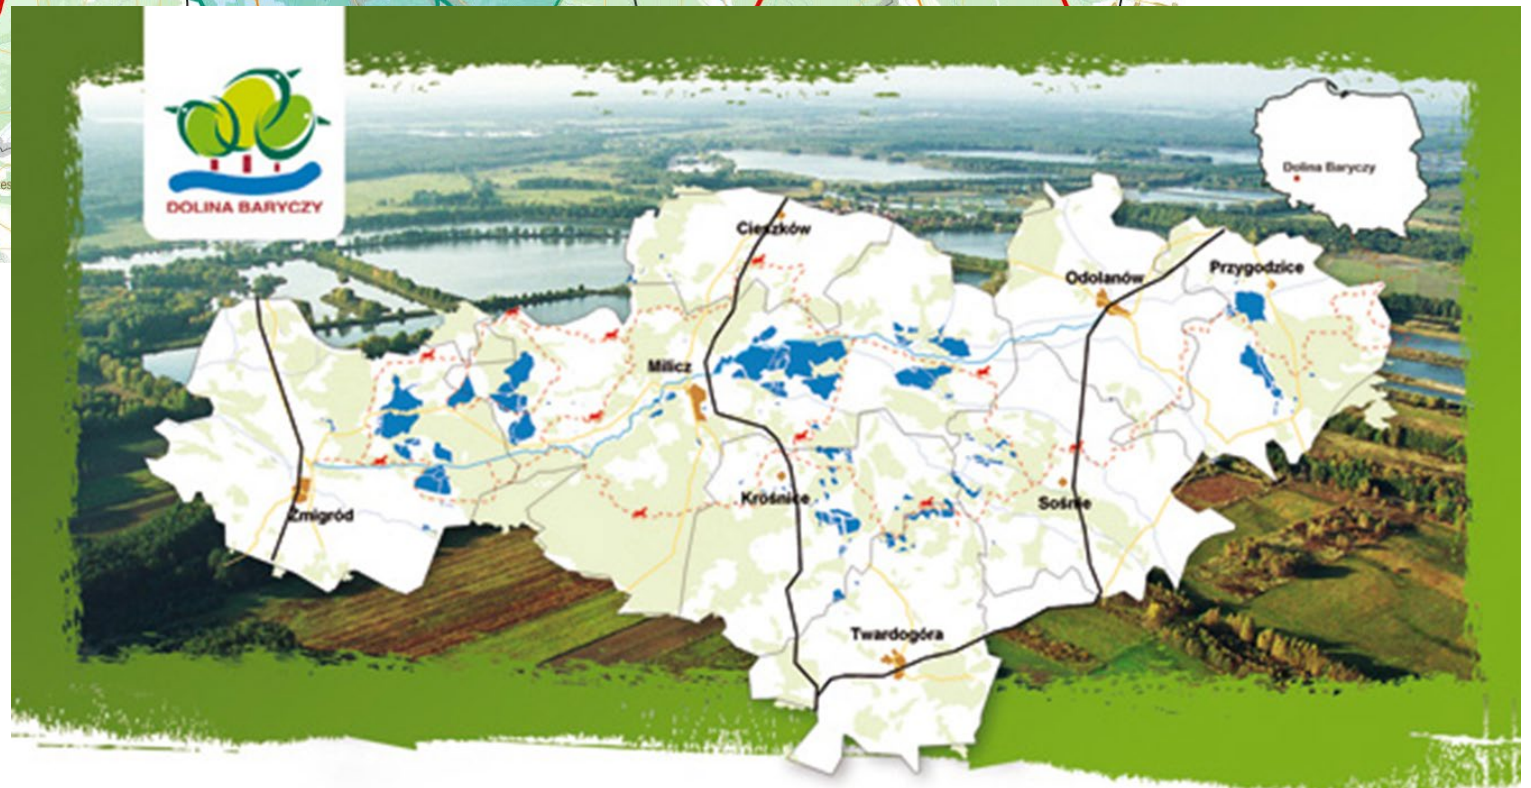 DOLINA BARYCZY
Dolina Baryczy
Cieszków
Odolanów
Przygodzice
Milicz
Krośnice
Sośnie
Żmigród
Twardogóra